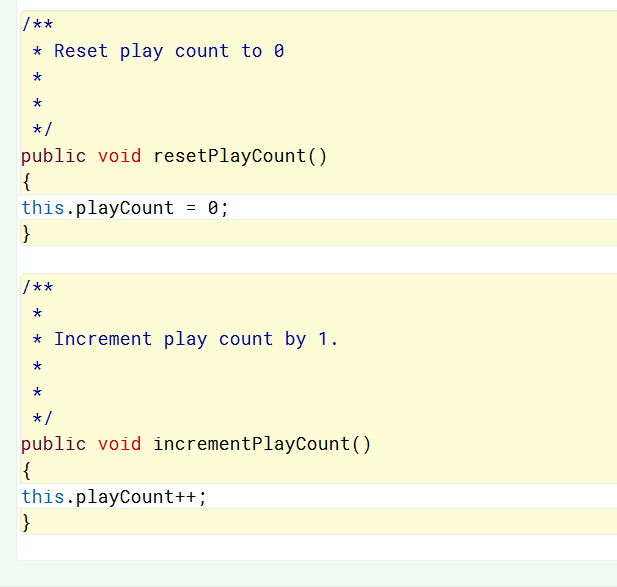 /**
 * Reset play count to 0
 *
 *
 */
public void resetPlayCount()
{
this.playCount = 0;
}
/**
 *
 * Increment play count by 1.
 *
 *
 */
public void incrementPlayCount()
{
this.playCount++;
}